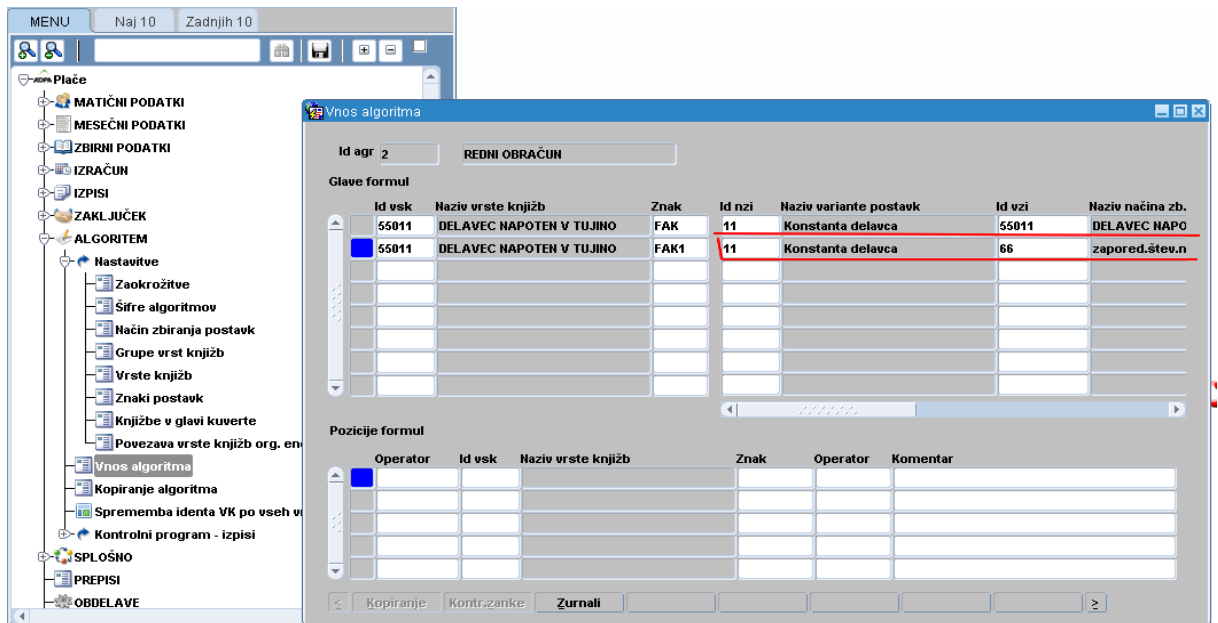 MENU Naj 10 Zadnjih 10
Plače
MATIČNI PODATKI
MESEČNI PODATKI
ZBIRNI PODATKI
IZRAČUN
IZPISI
ZAKLJUČEK
ALGORITEM
Nastavitve
Zaokrožitve
Šifre algoritmov
Način zbiranja postavk
Grupe vrst knjižb
Vrste knjižb
Znaki postavk
Knjižbe v glavi kuverte
Povezava vrste knjižb org. en
Vnos algoritma
Kopiranje algoritma
Sprememba identa VK po vseh v
Kontrolni program - izpisi
SPLOŠNO
PREPISI
OBDELAVE
Vnos algoritma
Id agr 2 REDNI OBRAČUN
Glave formul
Id vsk Naziv vrste knjižb Znak Id nzi Naziv variante postavk Id vzi Naziv načina zb.
55011 DELAVEC NAPOTEN V TUJINO FAK 11 Konstanta delavca 55011 DELAVEC NAPO
55011 DELAVEC NAPOTEN V TUJINO FAK1 11 Konstanta delavca 66 zapored.štev.n
Pozicije formul
Operator Id vsk Naziv vrste knjižb Znak Operator Komentar
< Kopiranje Kontr.zanke Zurnali >